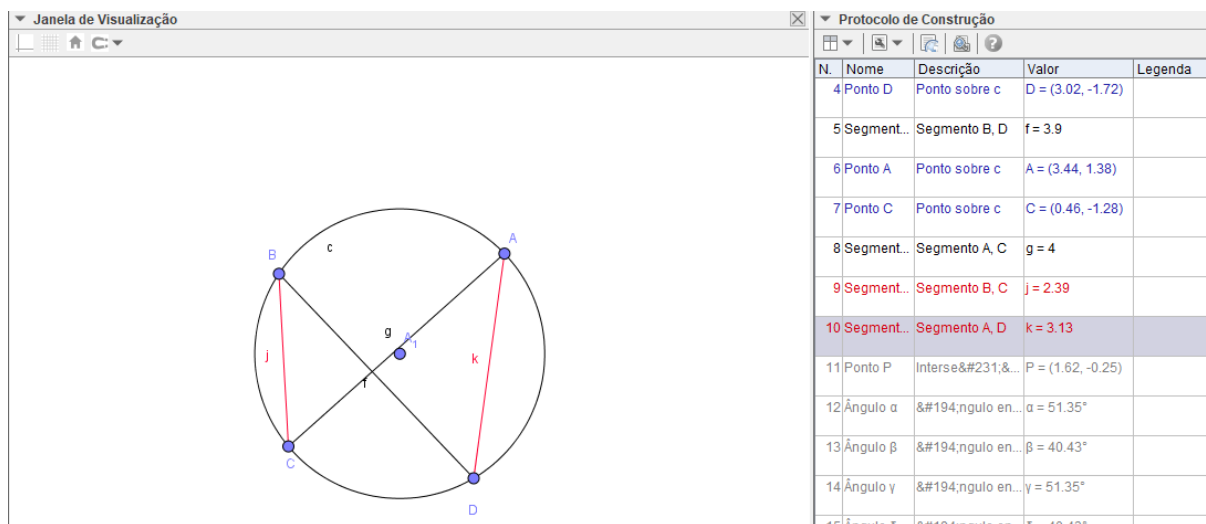 Janela de Visualização
Protocolo de Construção
N. Nome Descrição Valor Legenda
4 Ponto D Ponto sobre c D = (3.02, -1.72)
5 Segment... Segmento B, D f = 3.9
6 Ponto A Ponto sobre c A = (3.44, 1.38)
7 Ponto C Ponto sobre c C = (0.46, -1.28)
8 Segment... Segmento A, C g = 4
9 Segment... Segmento B, C j = 2.39
10 Segment... Segmento A, D k = 3.13
11 Ponto P Interse&#231;&... P = (1.62, -0.25)
12 Ângulo α &#194;ngulo en... α = 51.35°
13 Ângulo β &#194;ngulo en... β = 40.43°
14 Ângulo γ &#194;ngulo en... γ = 51.35°
c
A
B
g
A₁
j
k
f
C
D